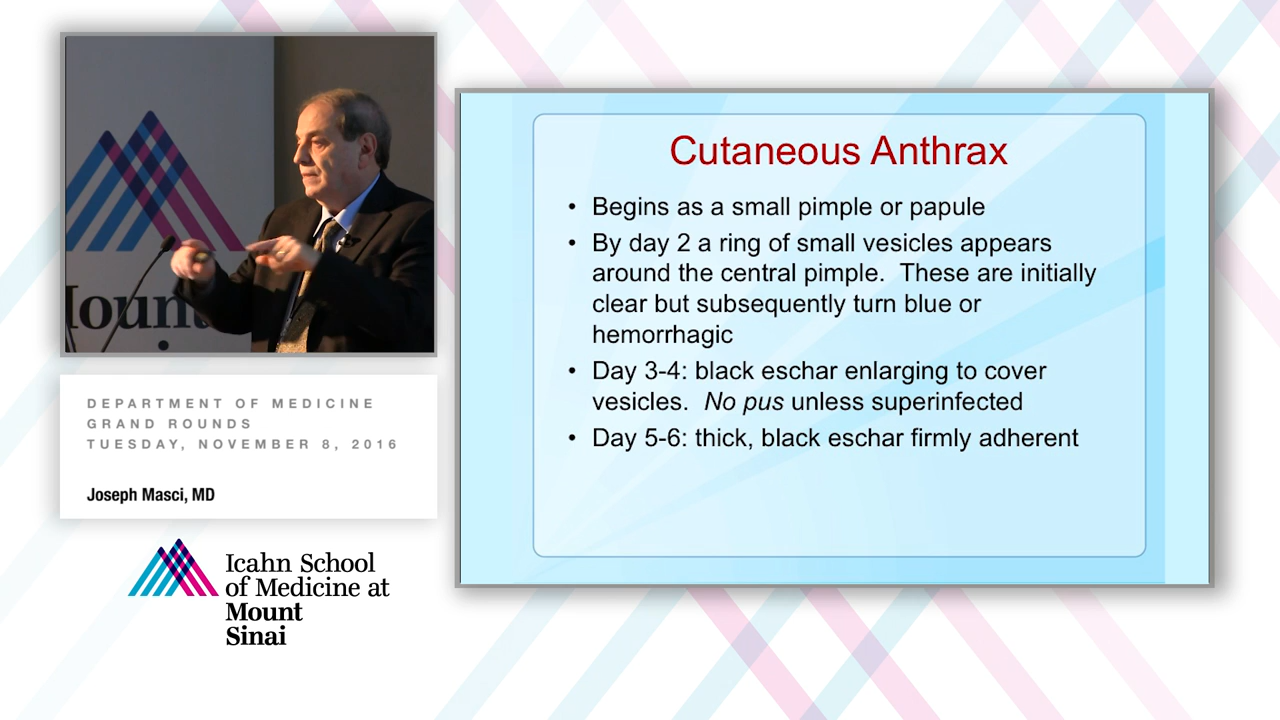 Mount
DEPARTMENT OF MEDICINE
GRAND ROUNDS
TUESDAY, NOVEMBER 8, 2016
Joseph Masci, MD
Icahn School
of Medicine at
Mount
Sinai
Cutaneous Anthrax
• Begins as a small pimple or papule
• By day 2 a ring of small vesicles appears
around the central pimple. These are initially
clear but subsequently turn blue or
hemorrhagic
• Day 3-4: black eschar enlarging to cover
vesicles. No pus unless superinfected
• Day 5-6: thick, black eschar firmly adherent